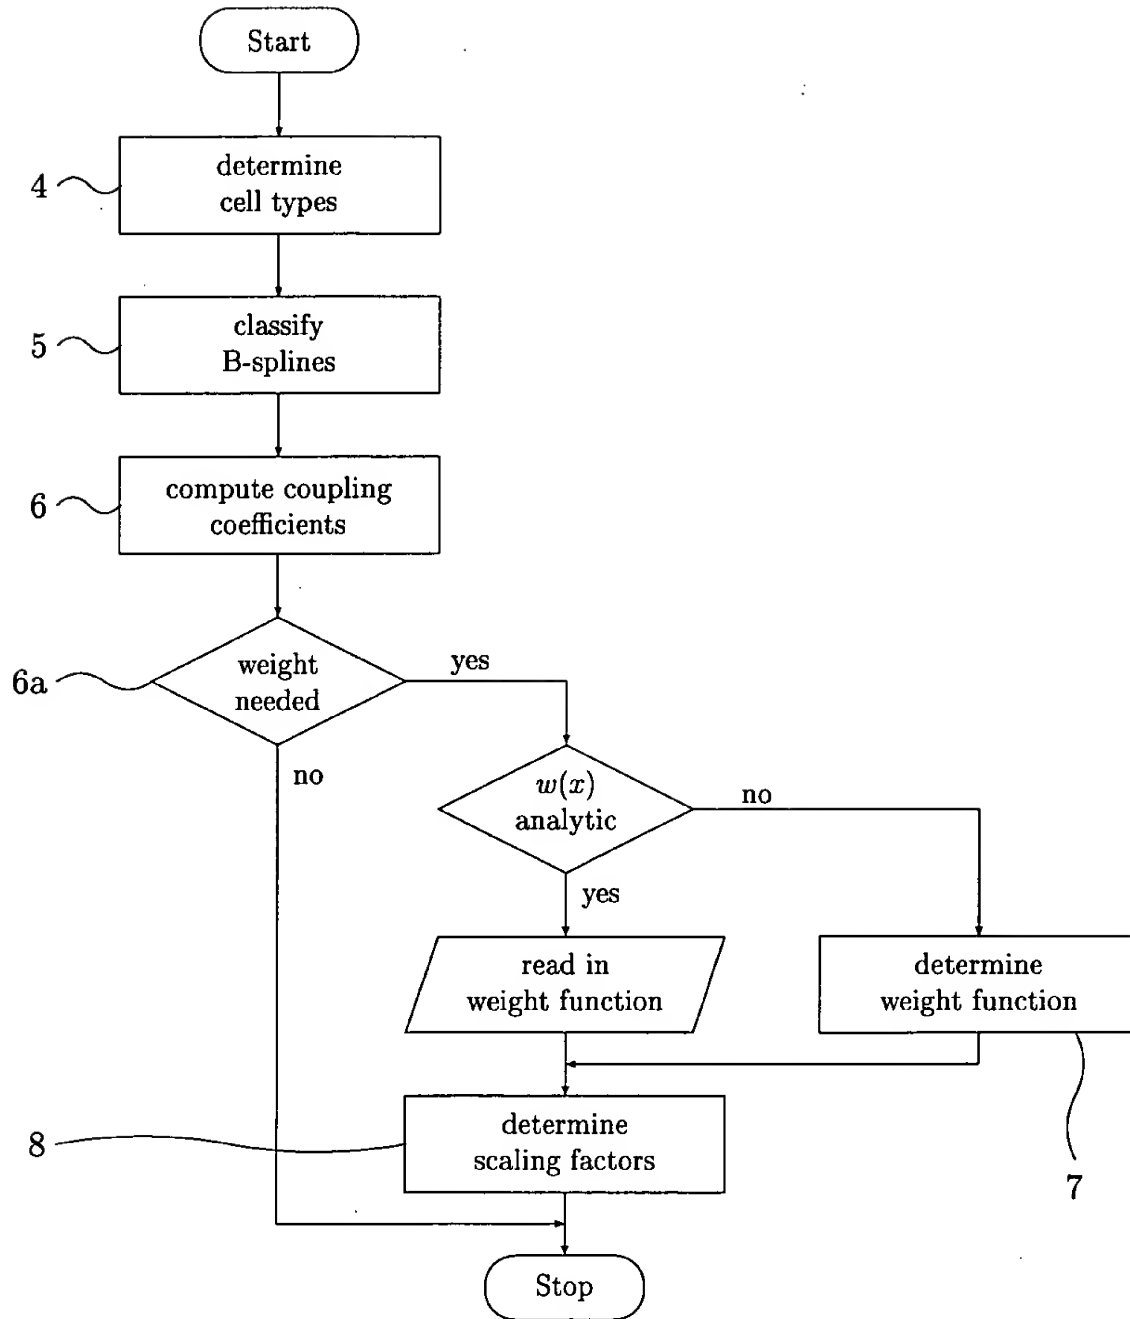 Start
4
determine
cell types
5
classify
B-splines
6
compute coupling
coefficients
6a
weight
needed
yes
no
w(x)
analytic
no
yes
read in
weight function
determine
weight function
8
determine
scaling factors
7
Stop